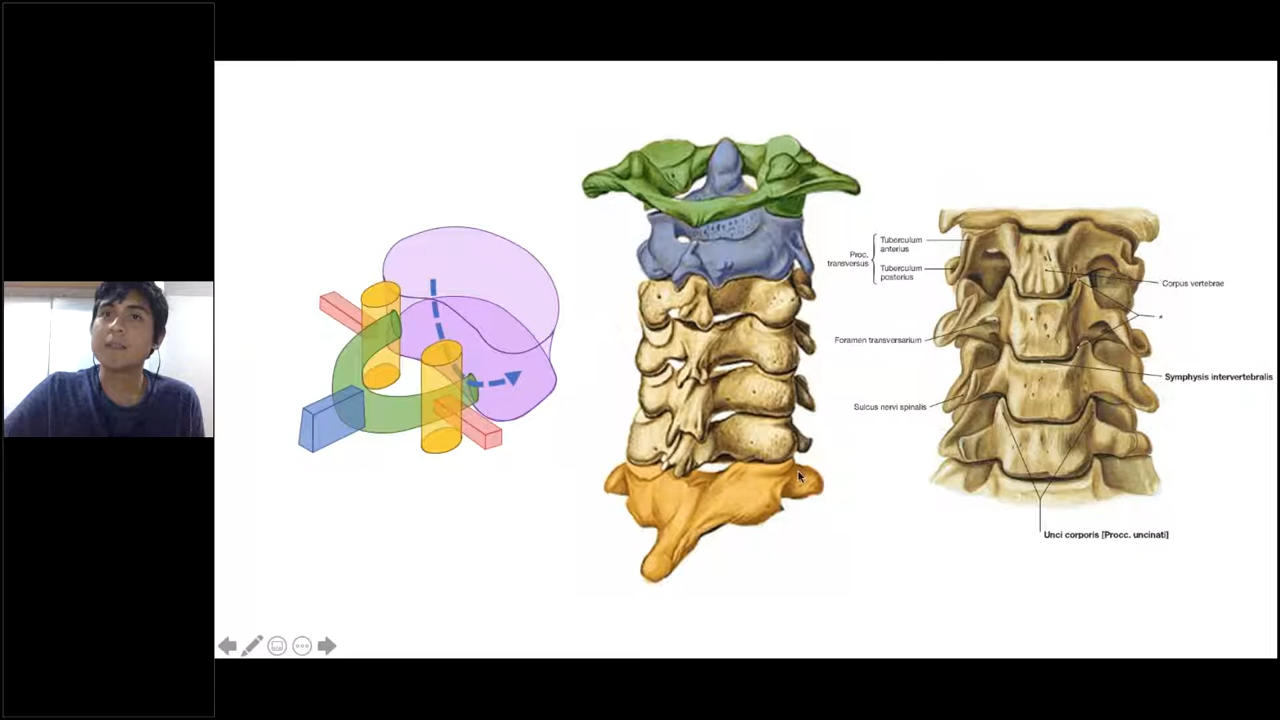 Proc.
transversus
Tuberculum
anterius
Tuberculum
posterius
Foramen transversarium
Sulcus nervi spinalis
Corpus vertebrae
*
Symphysis intervertebralis
Unci corporis [Procc. uncinati]